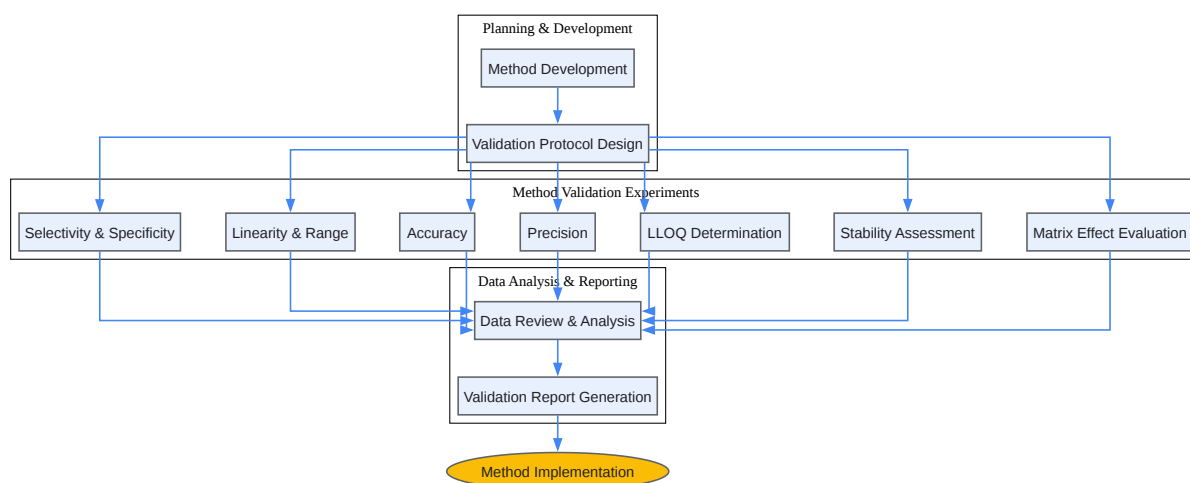 Planning & Development
Method Development
Validation Protocol Design
Method Validation Experiments
Selectivity & Specificity
Linearity & Range
Accuracy
Precision
LLOQ Determination
Stability Assessment
Matrix Effect Evaluation
Data Analysis & Reporting
Data Review & Analysis
Validation Report Generation
Method Implementation